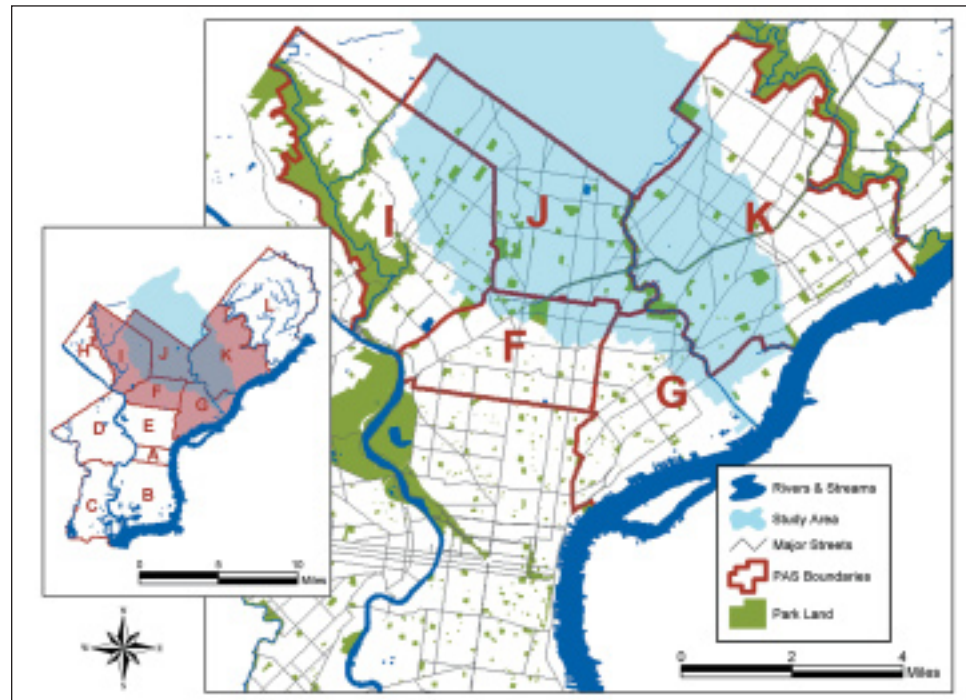 I
J
K
F
G
L
H
I
J
K
F
G
E
D
A
C
B
0 5 10
Miles
N
W E
S
Rivers & Streams
Study Area
Major Streets
PAS Boundaries
Park Land
0 2 4
Miles